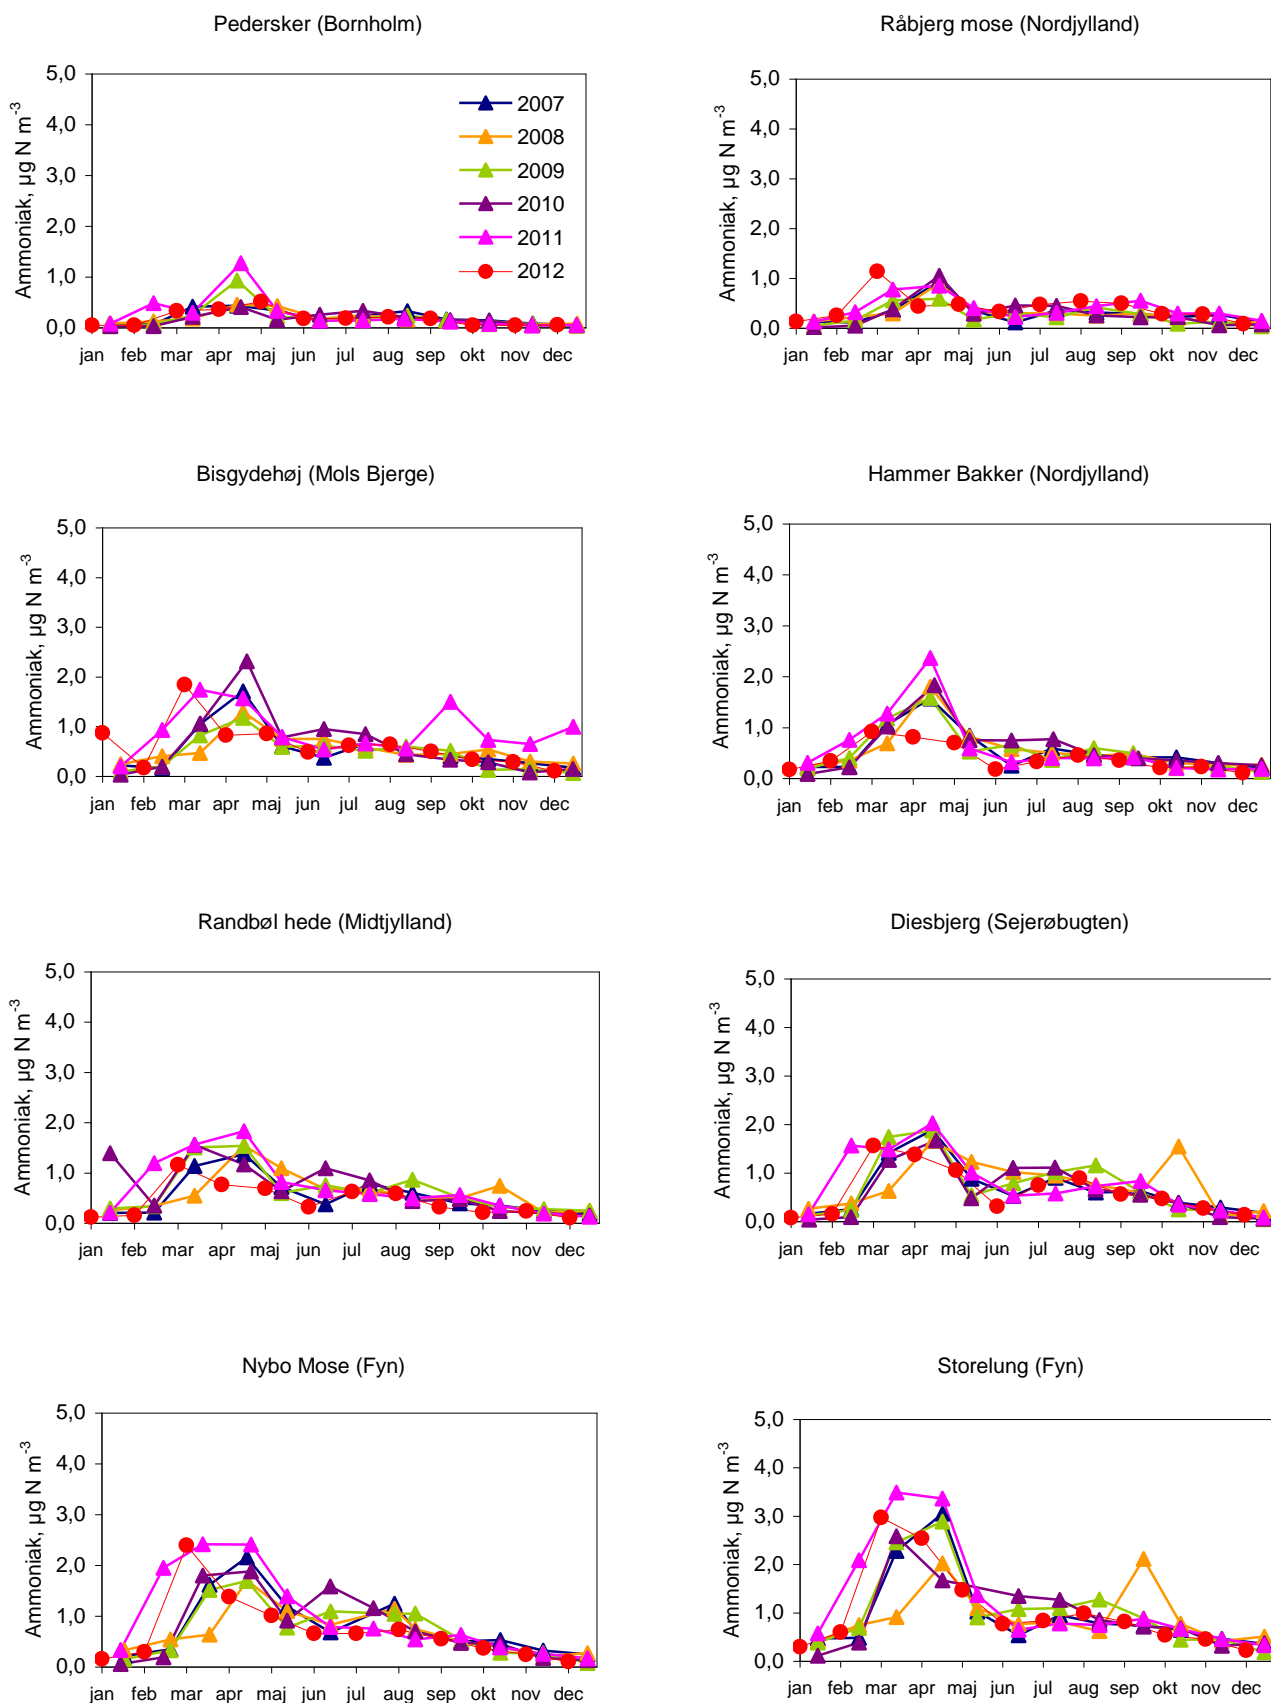 Pedersker (Bornholm)
Ammoniak, µg N m-3
5,0
4,0
3,0
2,0
1,0
0,0
jan feb mar apr maj jun jul aug sep okt nov dec
2007
2008
2009
2010
2011
2012
Råbjerg mose (Nordjylland)
Ammoniak, µg N m-3
5,0
4,0
3,0
2,0
1,0
0,0
jan feb mar apr maj jun jul aug sep okt nov dec
Bisgydehøj (Mols Bjerge)
Ammoniak, µg N m-3
5,0
4,0
3,0
2,0
1,0
0,0
jan feb mar apr maj jun jul aug sep okt nov dec
Hammer Bakker (Nordjylland)
Ammoniak, µg N m-3
5,0
4,0
3,0
2,0
1,0
0,0
jan feb mar apr maj jun jul aug sep okt nov dec
Randbøl hede (Midtjylland)
Ammoniak, µg N m-3
5,0
4,0
3,0
2,0
1,0
0,0
jan feb mar apr maj jun jul aug sep okt nov dec
Diesbjerg (Sejerøbugten)
Ammoniak, µg N m-3
5,0
4,0
3,0
2,0
1,0
0,0
jan feb mar apr maj jun jul aug sep okt nov dec
Nybo Mose (Fyn)
Ammoniak, µg N m-3
5,0
4,0
3,0
2,0
1,0
0,0
jan feb mar apr maj jun jul aug sep okt nov dec
Storelung (Fyn)
Ammoniak, µg N m-3
5,0
4,0
3,0
2,0
1,0
0,0
jan feb mar apr maj jun jul aug sep okt nov dec